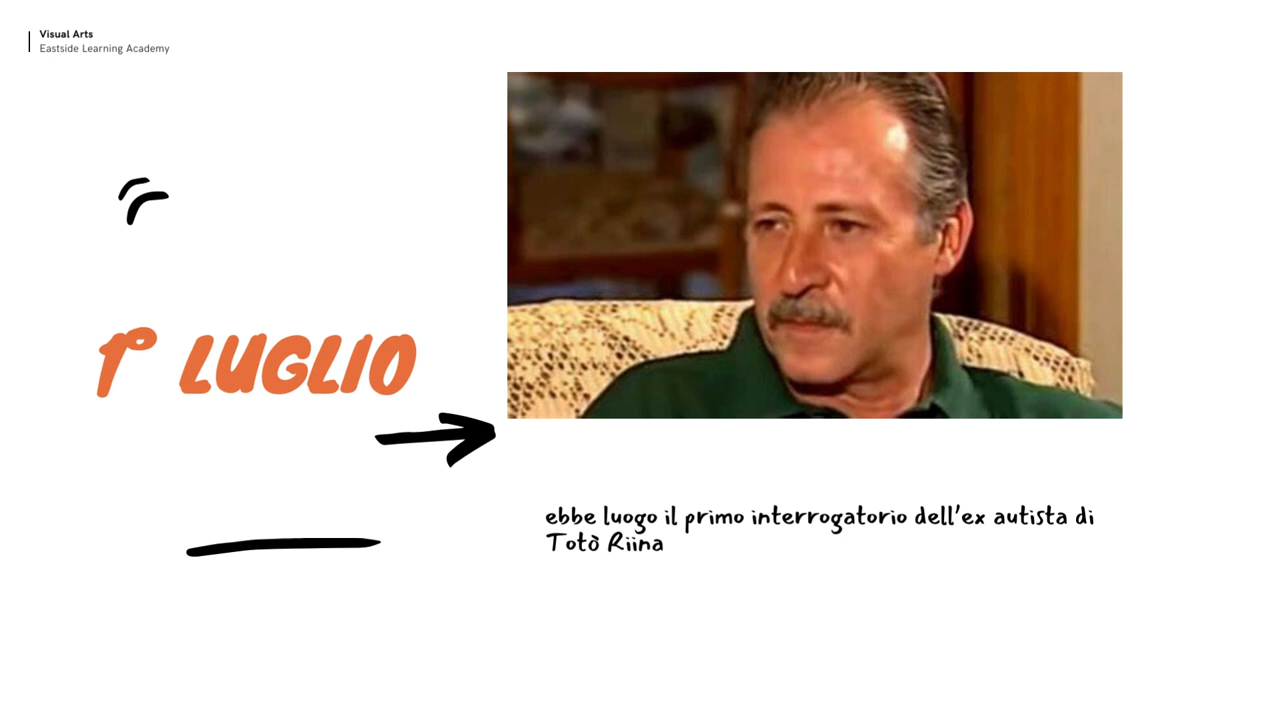 Visual Arts
Eastside Learning Academy
1° LUGLIO
ebbe luogo il primo interrogatorio dell'ex autista di
Totò Riina